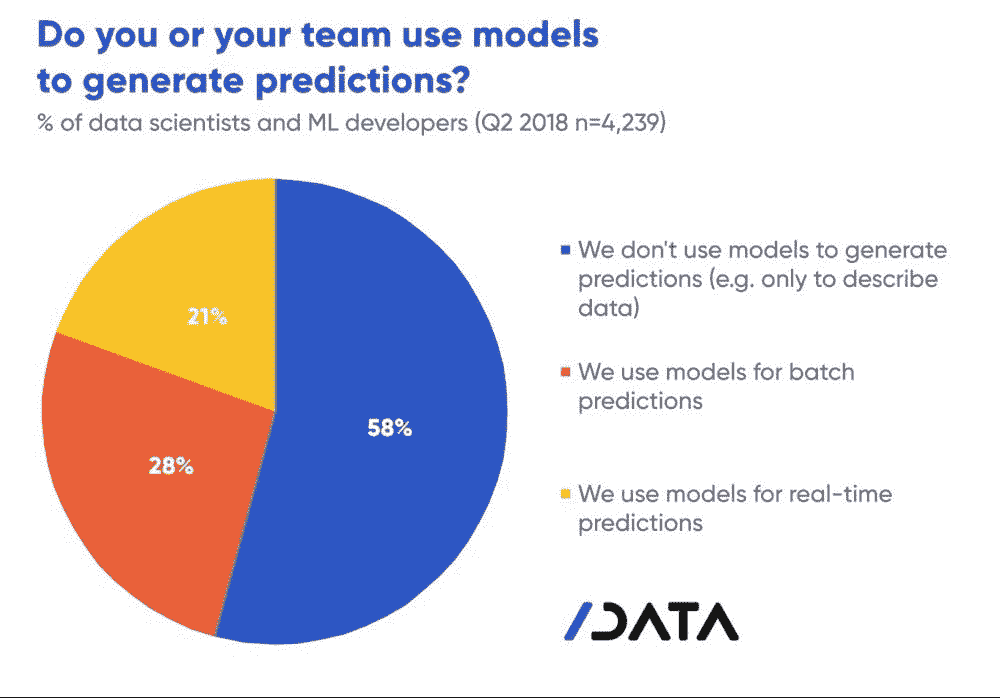 Do you or your team use models
to generate predictions?
% of data scientists and ML developers (Q2 2018 n=4,239)
21%
58%
28%
We don't use models to generate
predictions (e.g. only to describe
data)
We use models for batch
predictions
We use models for real-time
predictions
/DATA